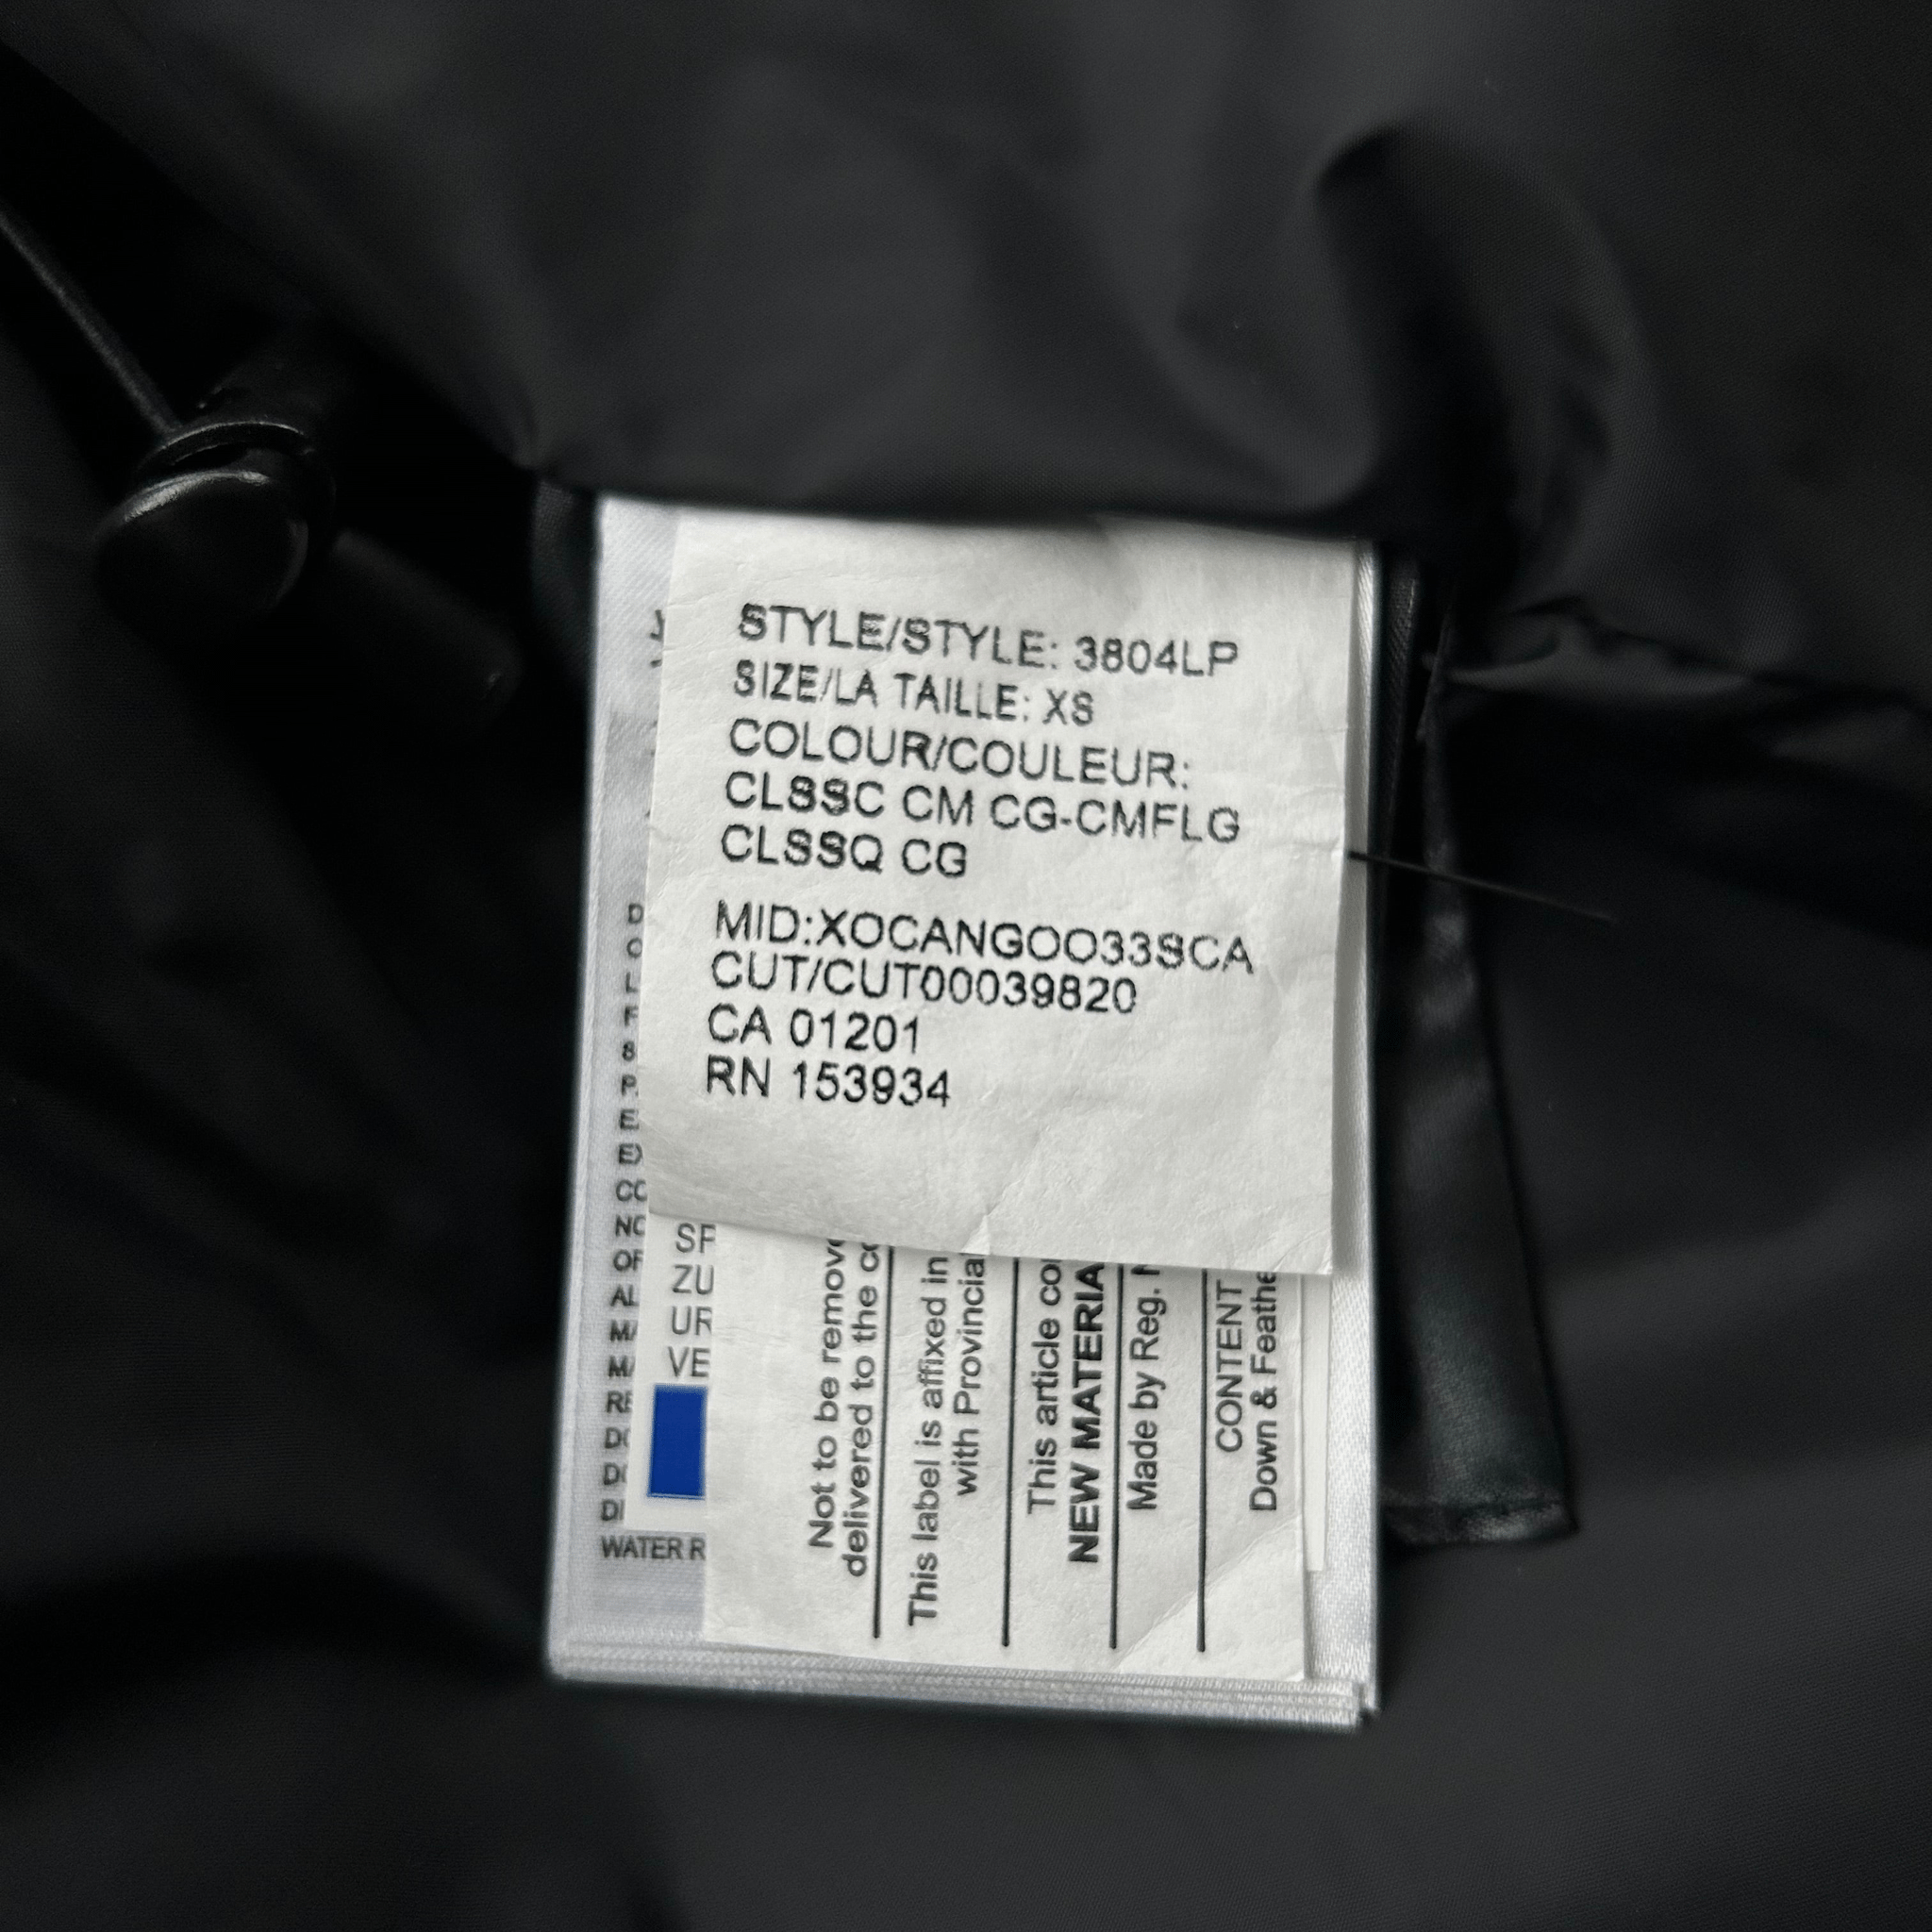 STYLE/STYLE: 3804LP
SIZE/LA TAILLE: XS
COLOUR/COULEUR:
CLSSC CM CG-CMFLG
CLSSQ CG
MID:XOCANGOO33SCA
CUT/CUT00039820
CA 01201
RN 153934
SP
ZU
UR
VE
WATER R
Not to be remove
delivered to the co
This label is affixed in
with Provincia
This article co
NEW MATERIA
Made by Reg. N
CONTENT
Down & Feathe